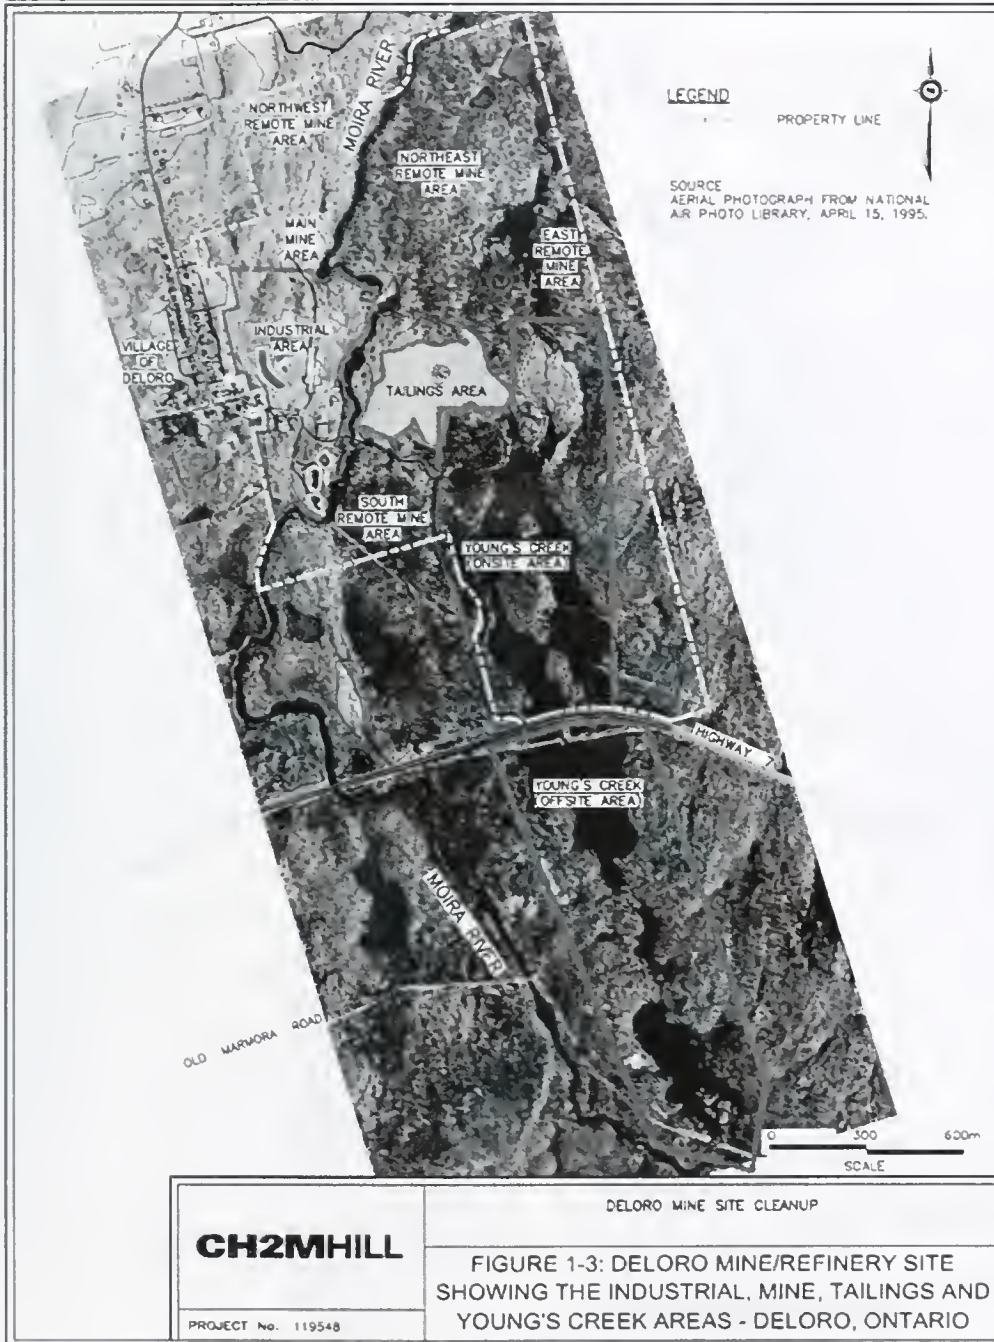 MOIRA RIVER
NORTHWEST
REMOTE MINE
AREA
NORTHEAST
REMOTE MINE
AREA
MAIN
MINE
AREA
EAST
REMOTE
MINE
AREA
INDUSTRIAL
AREA
VILLAGE
OF
DELORO
TAILINGS AREA
SOUTH
REMOTE MINE
AREA
YOUNG'S CREEK
(ONSITE AREA)
HIGHWAY 7
YOUNG'S CREEK
(OFFSITE AREA)
MOIRA RIVER
OLD MARMORA ROAD
LEGEND
PROPERTY LINE
SOURCE
AERIAL PHOTOGRAPH FROM NATIONAL
AIR PHOTO LIBRARY, APRIL 15, 1995.
0 300 600m
SCALE
CH2MHILL
PROJECT No. 119548
DELORO MINE SITE CLEANUP
FIGURE 1-3: DELORO MINE/REFINERY SITE
SHOWING THE INDUSTRIAL, MINE, TAILINGS AND
YOUNG'S CREEK AREAS - DELORO, ONTARIO